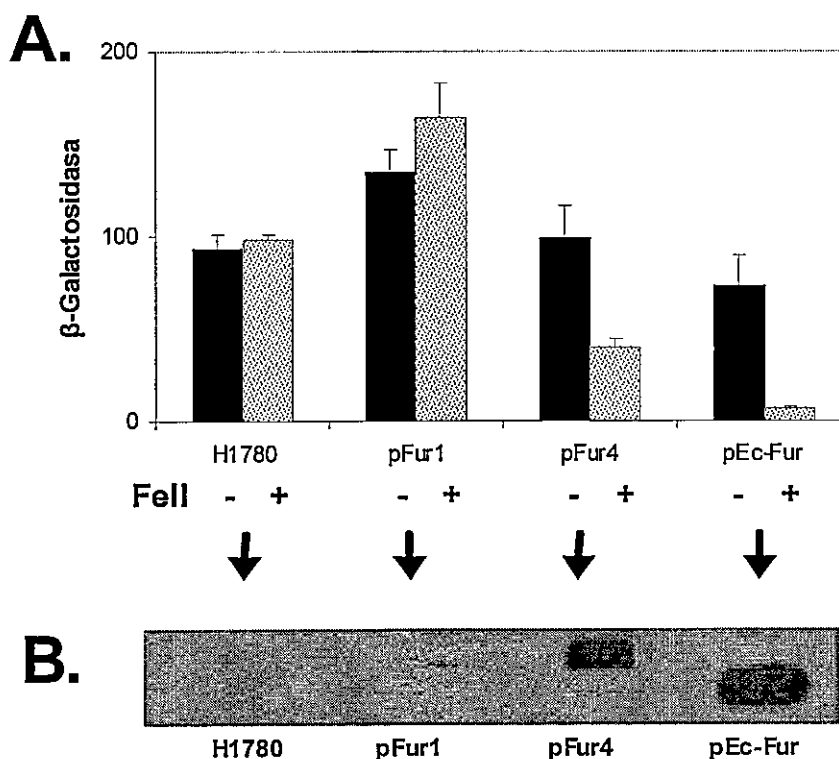 A.
200
100
0
β-Galactosidasa
H1780 pFur1 pFur4 pEc-Fur
FeII - + - + - + - +
B.
H1780 pFur1 pFur4 pEc-Fur